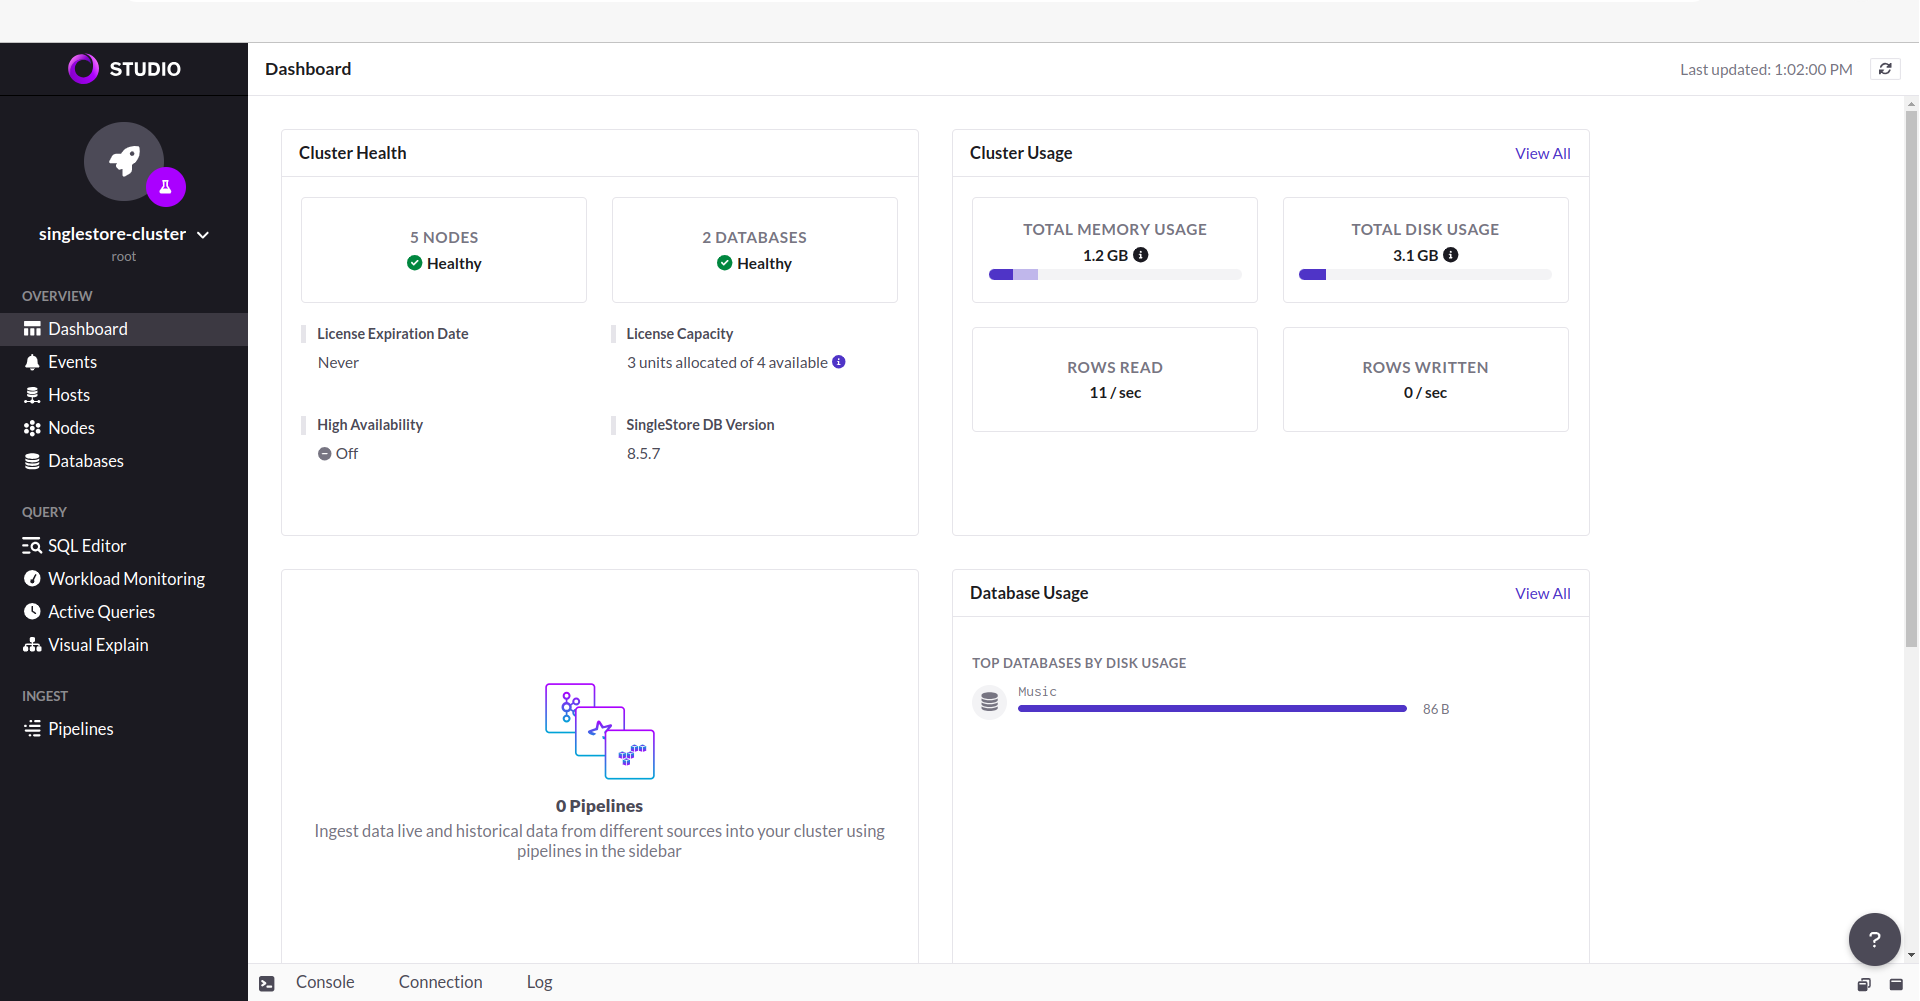 STUDIO
Dashboard
Last updated: 1:02:00 PM
singlestore-cluster
root
OVERVIEW
Dashboard
Events
Hosts
Nodes
Databases
QUERY
SQL Editor
Workload Monitoring
Active Queries
Visual Explain
INGEST
Pipelines
Cluster Health
5 NODES
Healthy
2 DATABASES
Healthy
License Expiration Date
Never
License Capacity
3 units allocated of 4 available
High Availability
Off
SingleStore DB Version
8.5.7
Cluster Usage
View All
TOTAL MEMORY USAGE
1.2 GB
TOTAL DISK USAGE
3.1 GB
ROWS READ
11 / sec
ROWS WRITTEN
0 / sec
0 Pipelines
Ingest data live and historical data from different sources into your cluster using
pipelines in the sidebar
Database Usage
View All
TOP DATABASES BY DISK USAGE
Music
86 B
?
Console
Connection
Log